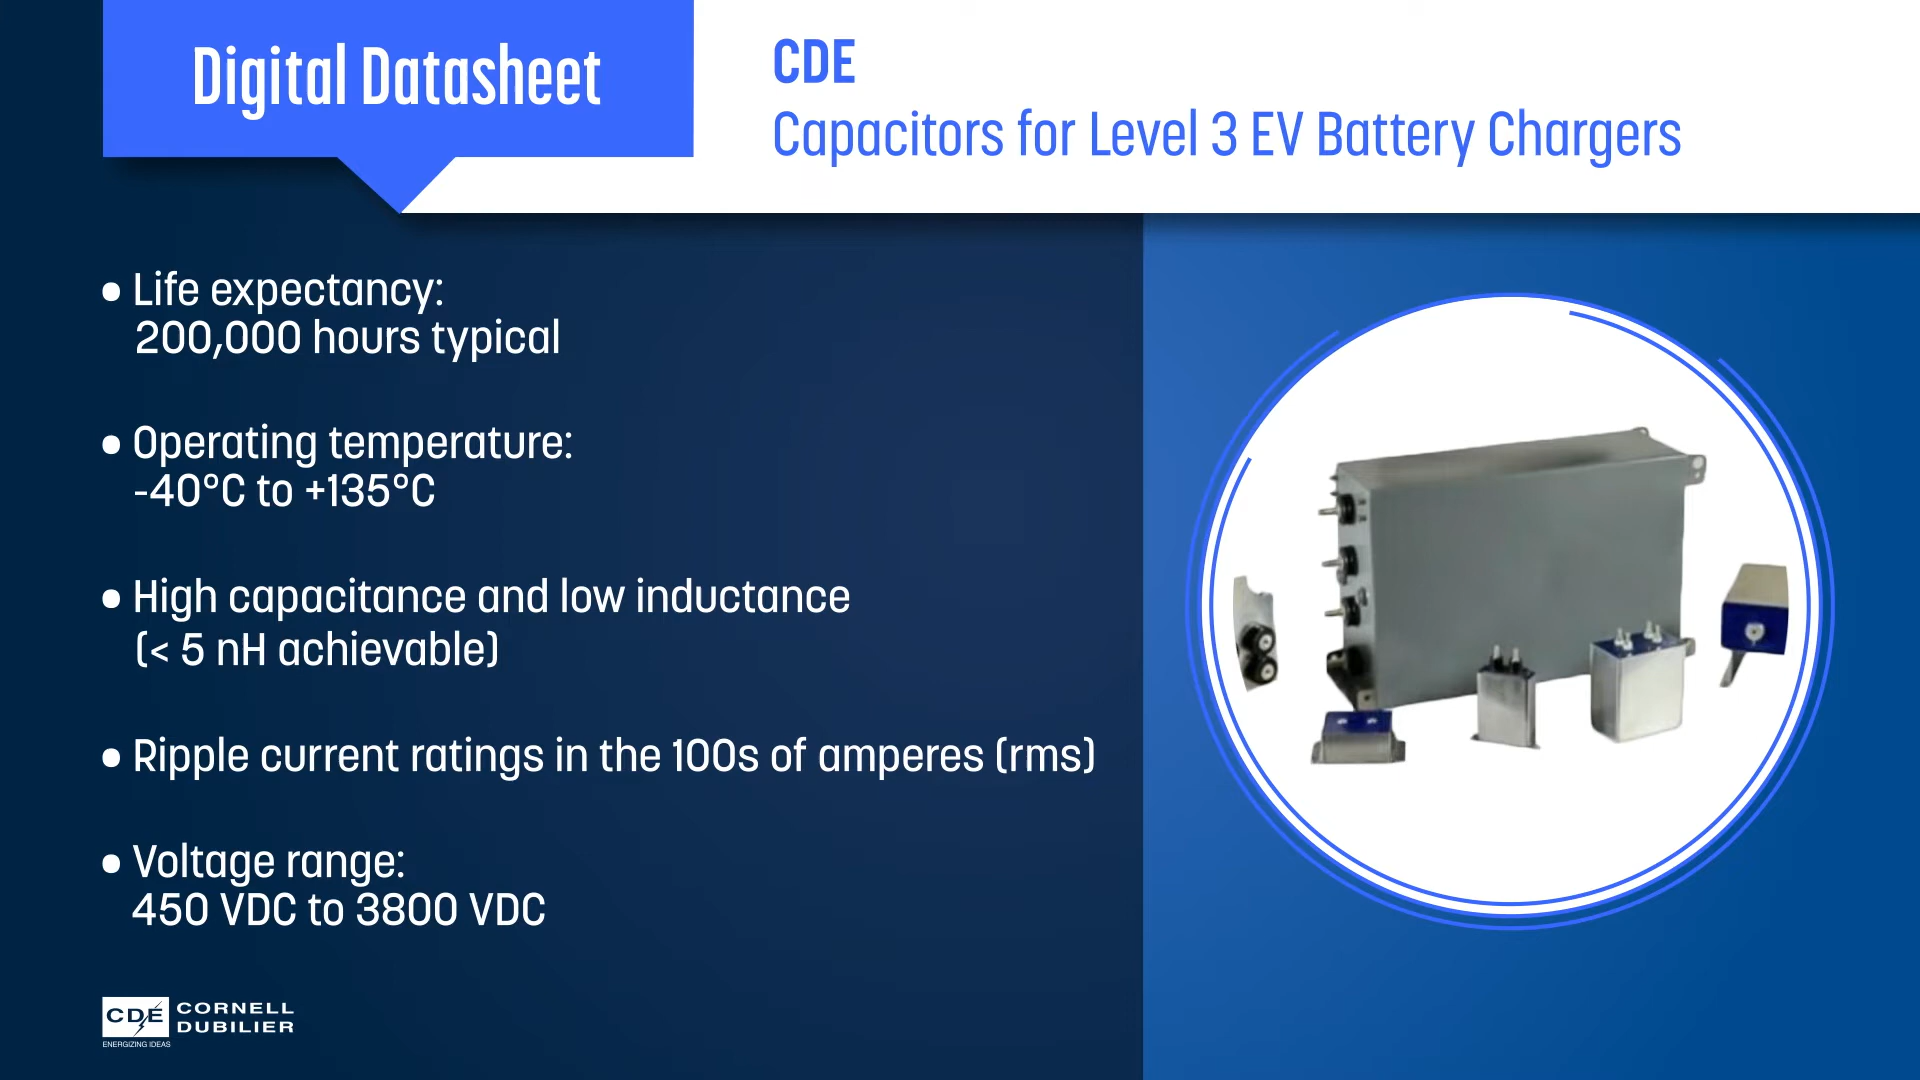 Digital Datasheet
CDE
Capacitors for Level 3 EV Battery Chargers
• Life expectancy:
200,000 hours typical
• Operating temperature:
-40°C to +135°C
• High capacitance and low inductance
(< 5 nH achievable)
• Ripple current ratings in the 100s of amperes (rms)
• Voltage range:
450 VDC to 3800 VDC
CDE
CORNELL
DUBILIER
ENERGIZING IDEAS